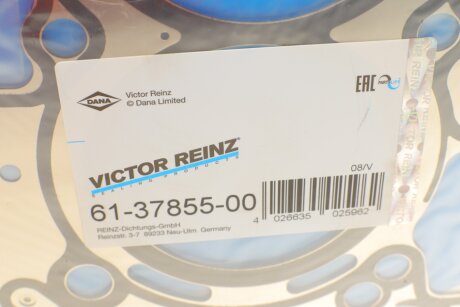 DANA
Victor Reinz
© Dana Limited
EAC
VICTOR REINZ®
SEALING PRODUCTS
08/V
61-37855-00
4 026635 025962
REINZ-Dichtungs-GmbH
Reinzstr. 3-7 89233 Neu-Ulm, Germany